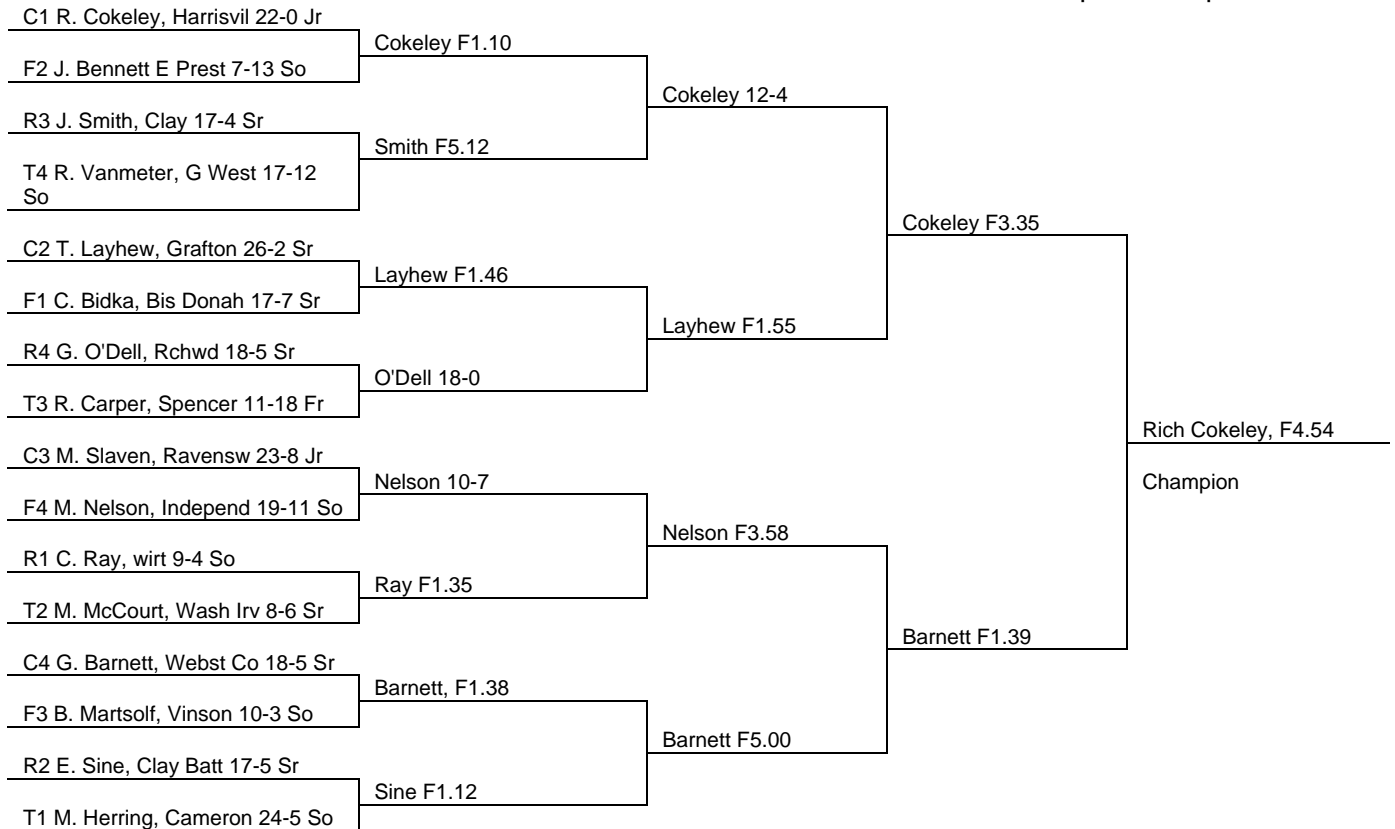 C1 R. Cokeley, Harrisvil 22-0 Jr
Cokeley F1.10
F2 J. Bennett E Prest 7-13 So
Cokeley 12-4
R3 J. Smith, Clay 17-4 Sr
Smith F5.12
T4 R. Vanmeter, G West 17-12
So
Cokeley F3.35
C2 T. Layhew, Grafton 26-2 Sr
Layhew F1.46
F1 C. Bidka, Bis Donah 17-7 Sr
Layhew F1.55
R4 G. O'Dell, Rchwd 18-5 Sr
O'Dell 18-0
T3 R. Carper, Spencer 11-18 Fr
Rich Cokeley, F4.54
C3 M. Slaven, Ravensw 23-8 Jr
Nelson 10-7
Champion
F4 M. Nelson, Independ 19-11 So
Nelson F3.58
R1 C. Ray, wirt 9-4 So
Ray F1.35
T2 M. McCourt, Wash Irv 8-6 Sr
Barnett F1.39
C4 G. Barnett, Webst Co 18-5 Sr
Barnett, F1.38
F3 B. Martsolf, Vinson 10-3 So
Barnett F5.00
R2 E. Sine, Clay Batt 17-5 Sr
Sine F1.12
T1 M. Herring, Cameron 24-5 So